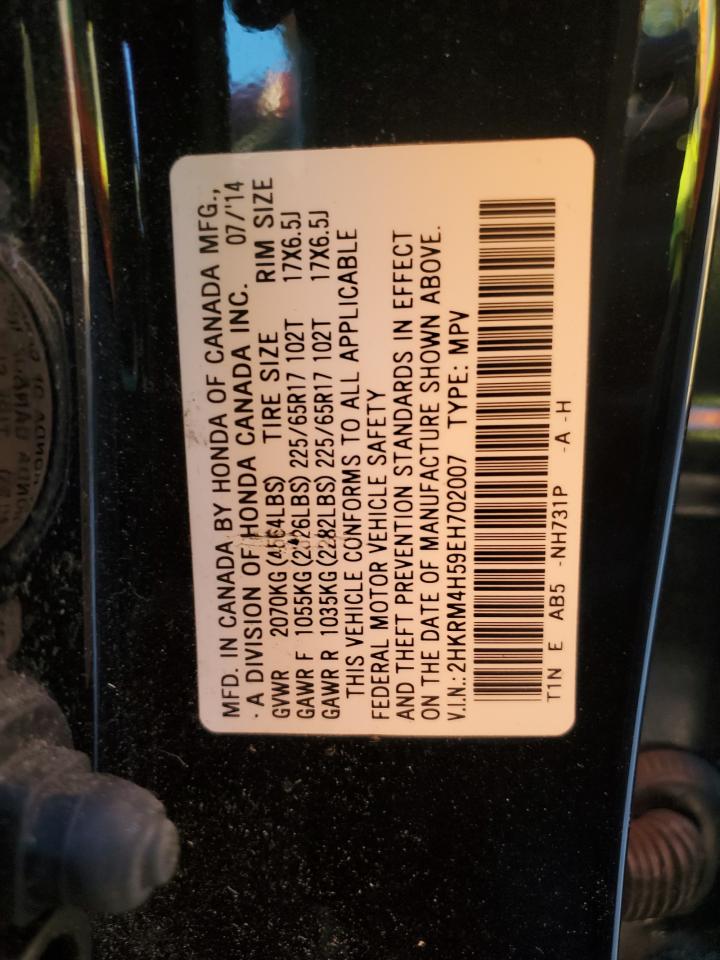 MFD. IN CANADA BY HONDA OF CANADA MFG.,
A DIVISION OF HONDA CANADA INC. 07/'14
GVWR 2070KG(4564LBS) TIRE SIZE RIM SIZE
GAWR F 1055KG(2326LBS) 225/65R17 102T 17X6.5J
GAWR R 1035KG(2282LBS) 225/65R17 102T 17X6.5J
THIS VEHICLE CONFORMS TO ALL APPLICABLE
FEDERAL MOTOR VEHICLE SAFETY
AND THEFT PREVENTION STANDARDS IN EFFECT
ON THE DATE OF MANUFACTURE SHOWN ABOVE.
V.I.N.: 2HKRM4H59EH702007 TYPE: MPV
T1N E AB5 -NH731P -A -H